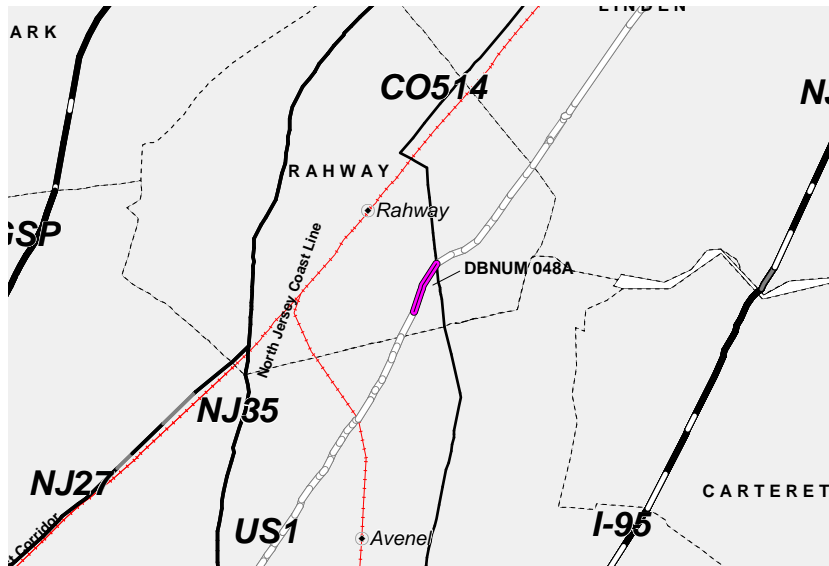 LINDEN
ARK
CO514
NJ
RAHWAY
Rahway
GSP
DBNUM 048A
North Jersey Coast Line
NJ35
NJ27
CARTERET
US1
I-95
Avenel
t Corridor